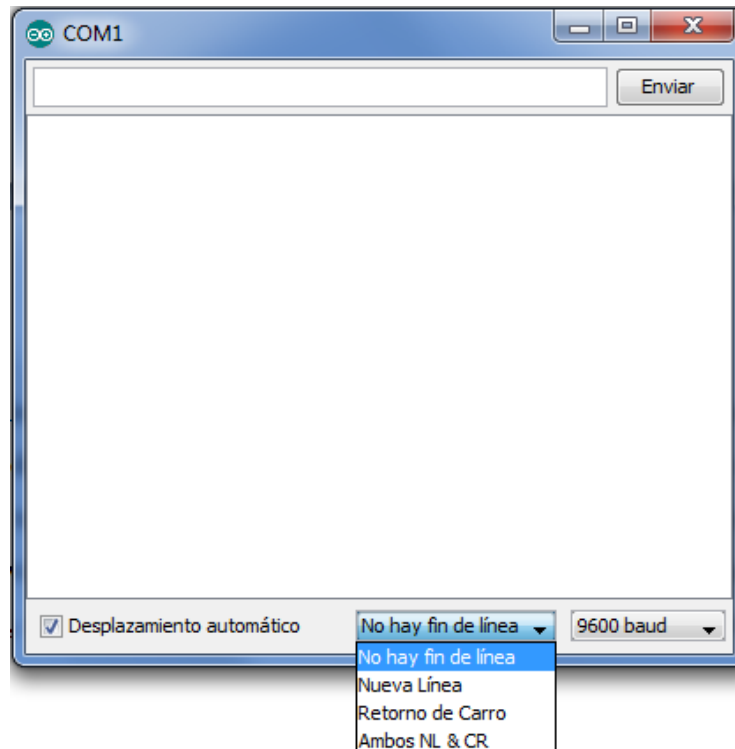 COM1
Enviar
Desplazamiento automático
No hay fin de línea
9600 baud
No hay fin de línea
Nueva Línea
Retorno de Carro
Ambos NL & CR